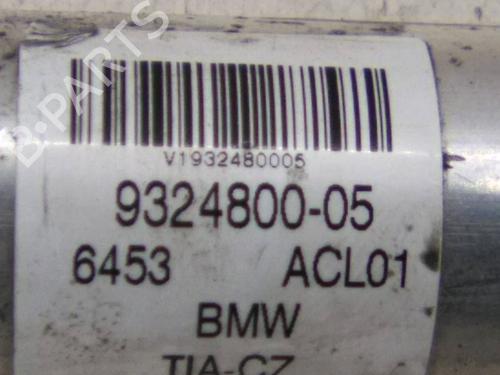 B-PARTS
V1932480005
9324800-05
6453 ACL01
BMW
TIA-CZ